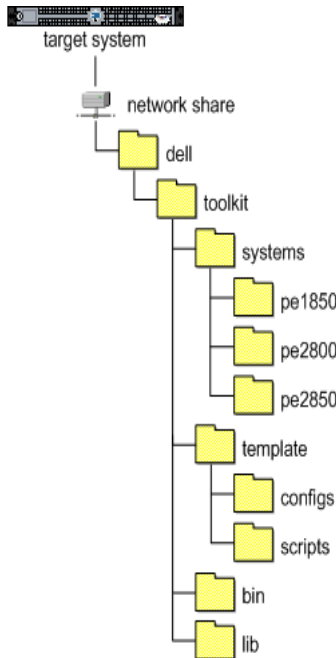 target system
network share
dell
toolkit
systems
pe1850
pe2800
pe2850
template
configs
scripts
bin
lib